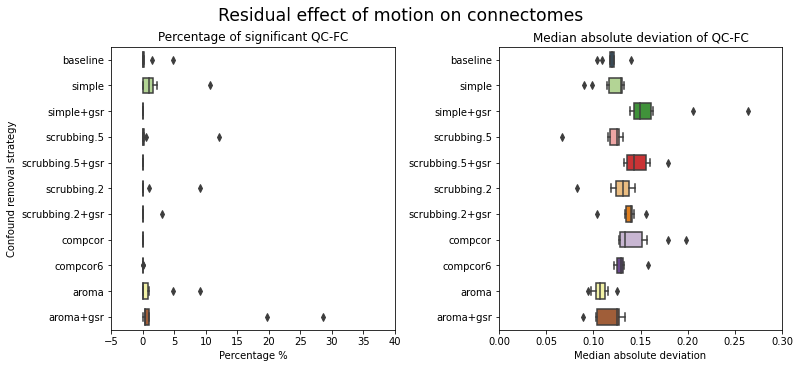 Residual effect of motion on connectomes
Percentage of significant QC-FC
Confound removal strategy
baseline
simple
simple+gsr
scrubbing.5
scrubbing.5+gsr
scrubbing.2
scrubbing.2+gsr
compcor
compcor6
aroma
aroma+gsr
-5 0 5 10 15 20 25 30 35 40
Percentage %
Median absolute deviation of QC-FC
baseline
simple
simple+gsr
scrubbing.5
scrubbing.5+gsr
scrubbing.2
scrubbing.2+gsr
compcor
compcor6
aroma
aroma+gsr
0.00 0.05 0.10 0.15 0.20 0.25 0.30
Median absolute deviation